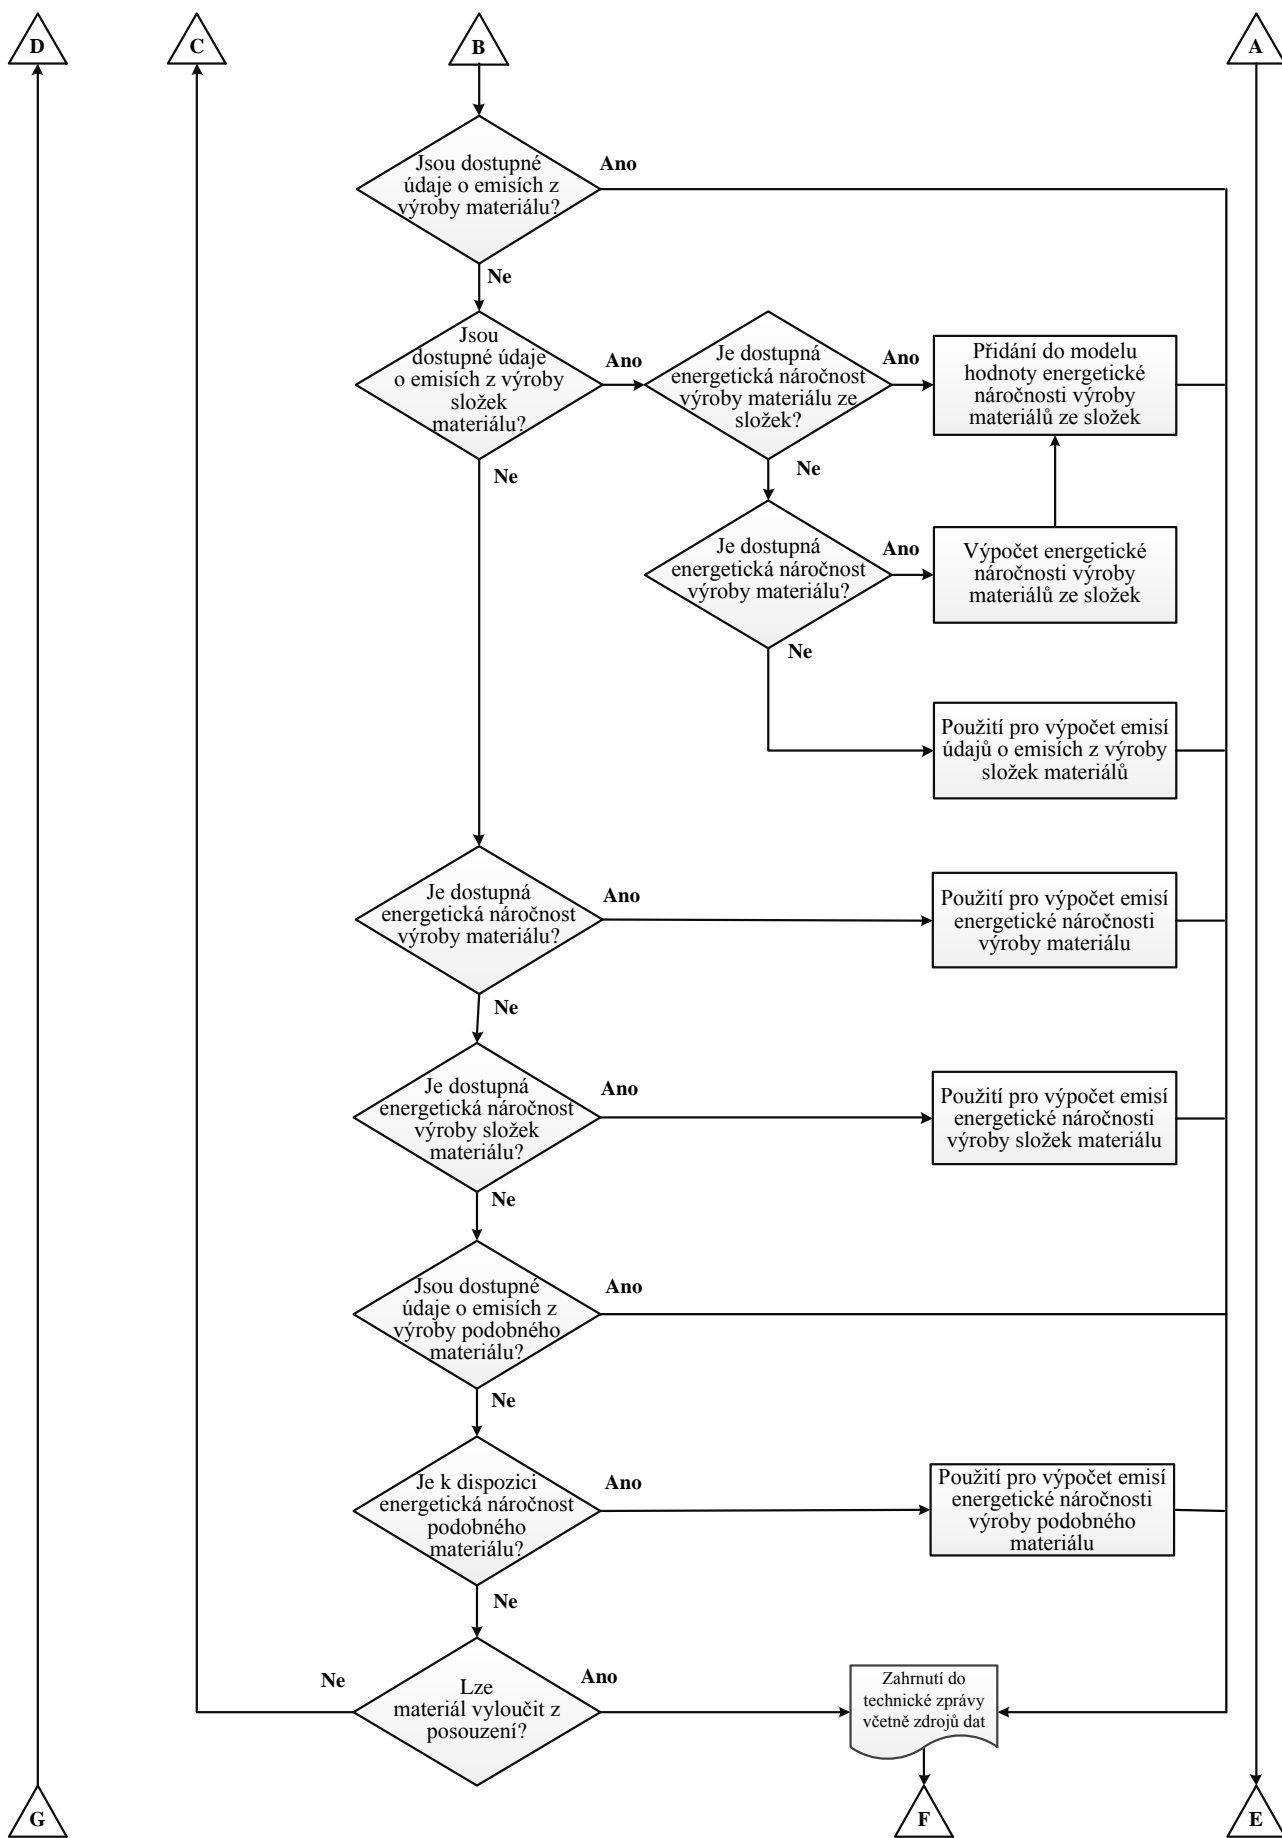 D
C
B
A
Jsou dostupné
údaje o emisích z
výroby materiálu?
Ano
Ne
Jsou
dostupné údaje
o emisích z výroby
složek
materiálu?
Ano
Ne
Je dostupná
energetická náročnost
výroby materiálu ze
složek?
Ano
Ne
Přidání do modelu
hodnoty energetické
náročnosti výroby
materiálů ze složek
Je dostupná
energetická náročnost
výroby materiálu?
Ano
Ne
Výpočet energetické
náročnosti výroby
materiálů ze složek
Použití pro výpočet emisí
údajů o emisích z výroby
složek materiálů
Je dostupná
energetická náročnost
výroby materiálu?
Ano
Ne
Použití pro výpočet emisí
energetické náročnosti
výroby materiálu
Je dostupná
energetická náročnost
výroby složek
materiálu?
Ano
Ne
Použití pro výpočet emisí
energetické náročnosti
výroby složek materiálu
Jsou dostupné
údaje o emisích z
výroby podobného
materiálu?
Ano
Ne
Je k dispozici
energetická náročnost
podobného
materiálu?
Ano
Ne
Použití pro výpočet emisí
energetické náročnosti
výroby podobného
materiálu
Ne
Lze
materiál vyloučit z
posouzení?
Ano
Zahrnutí do
technické zprávy
včetně zdrojů dat
G
F
E